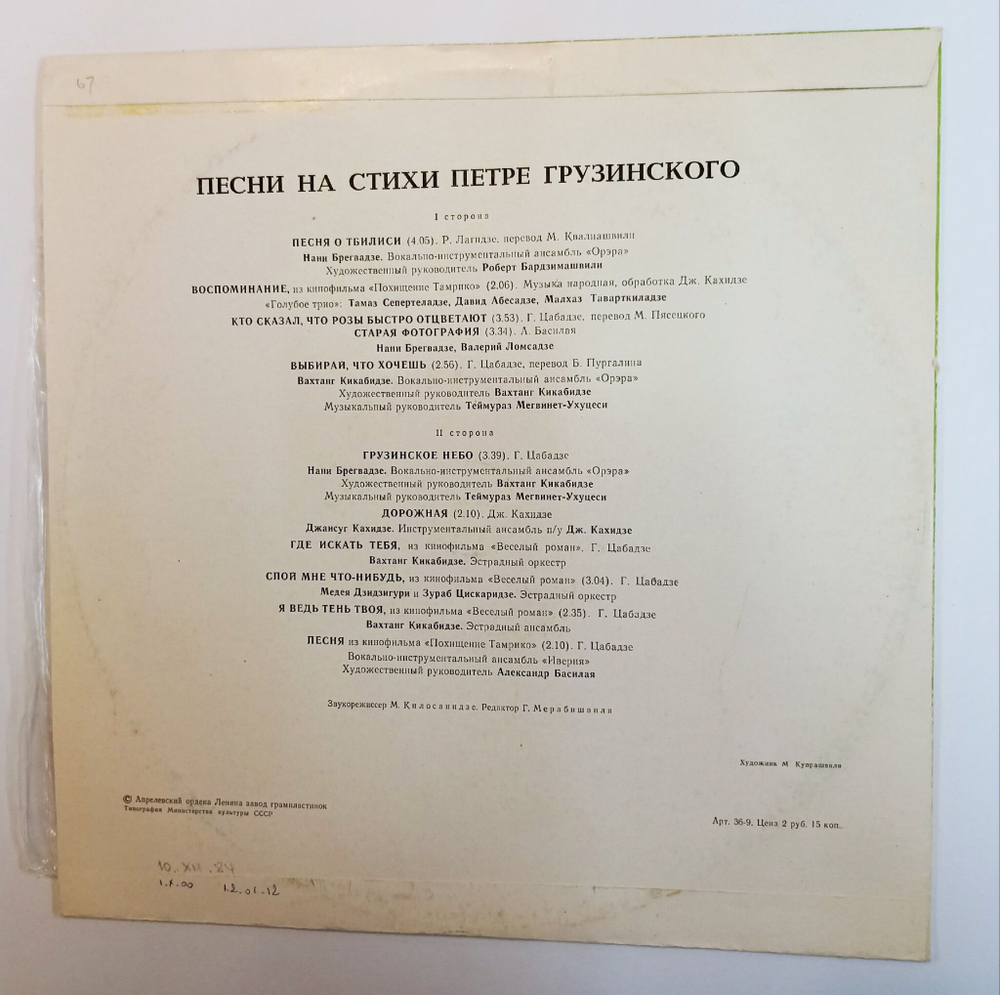 67
ПЕСНИ НА СТИХИ ПЕТРЕ ГРУЗИНСКОГО
I сторона
ПЕСНЯ О ТБИЛИСИ (4.05). Р. Лагидзе, перевод М. Квалиашвили
Нани Брегвадзе. Вокально-инструментальный ансамбль «Орэра»
Художественный руководитель Роберт Бардзимашвили
ВОСПОМИНАНИЕ, из кинофильма «Похищение Тамрико» (2.06). Музыка народная, обработка Дж. Кахидзе
«Голубое трио»: Тамаз Сепертеладзе, Давид Абесадзе, Малхаз Таварткиладзе
КТО СКАЗАЛ, ЧТО РОЗЫ БЫСТРО ОТЦВЕТАЮТ (3.53). Г. Цабадзе, перевод М. Пясецкого
СТАРАЯ ФОТОГРАФИЯ (3.34). А. Басилая
Нани Брегвадзе, Валерий Ломсадзе
ВЫБИРАЙ, ЧТО ХОЧЕШЬ (2.56). Г. Цабадзе, перевод Б. Пургалина
Вахтанг Кикабидзе. Вокально-инструментальный ансамбль «Орэра»
Художественный руководитель Вахтанг Кикабидзе
Музыкальный руководитель Теймураз Мегвинет-Ухуцеси
II сторона
ГРУЗИНСКОЕ НЕБО (3.39). Г. Цабадзе
Нани Брегвадзе. Вокально-инструментальный ансамбль «Орэра»
Художественный руководитель Вахтанг Кикабидзе
Музыкальный руководитель Теймураз Мегвинет-Ухуцеси
ДОРОЖНАЯ (2.10). Дж. Кахидзе
Джансуг Кахидзе. Инструментальный ансамбль п/у Дж. Кахидзе
ГДЕ ИСКАТЬ ТЕБЯ, из кинофильма «Веселый роман». Г. Цабадзе
Вахтанг Кикабидзе. Эстрадный оркестр
СПОЙ МНЕ ЧТО-НИБУДЬ, из кинофильма «Веселый роман» (3.04). Г. Цабадзе
Медея Дзидзигури и Зураб Цискаридзе. Эстрадный оркестр
Я ВЕДЬ ТЕНЬ ТВОЯ, из кинофильма «Веселый роман» (2.35). Г. Цабадзе
Вахтанг Кикабидзе. Эстрадный ансамбль
ПЕСНЯ из кинофильма «Похищение Тамрико» (2.10). Г. Цабадзе
Вокально-инструментальный ансамбль «Иверия»
Художественный руководитель Александр Басилая
Звукорежиссер М. Килосанидзе. Редактор Г. Мерабишвили
Художник М Купрашвили
© Апрелевский ордена Ленина завод грампластинок
Типография Министерства культуры СССР
Арт. 36-9. Цена 2 руб. 15 коп.
10. XII .84
1.X.00 12.01.12